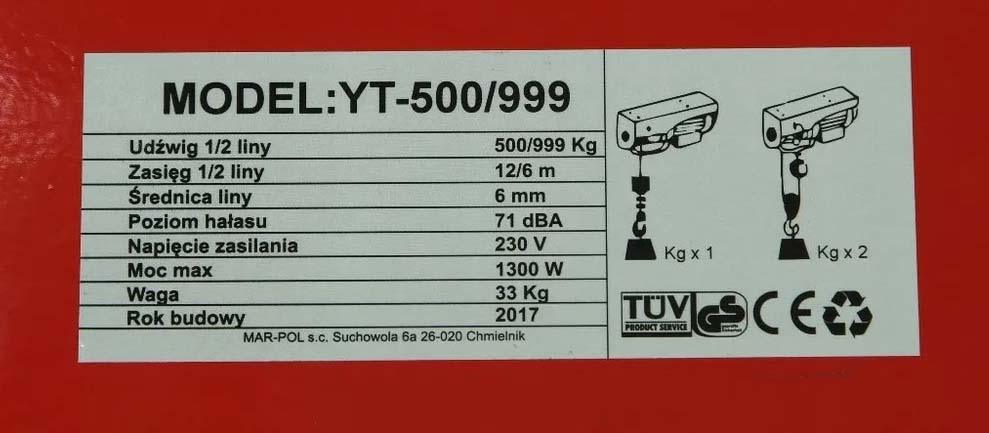 MODEL:YT-500/999
Udźwig 1/2 liny 500/999 Kg
Zasięg 1/2 liny 12/6 m
Średnica liny 6 mm
Poziom hałasu 71 dBA
Napięcie zasilania 230 V
Moc max 1300 W
Waga 33 Kg
Rok budowy 2017
MAR-POL s.c. Suchowola 6a 26-020 Chmielnik
Kg x 1
Kg x 2
TÜV
PRODUCT SERVICE
GS
CE